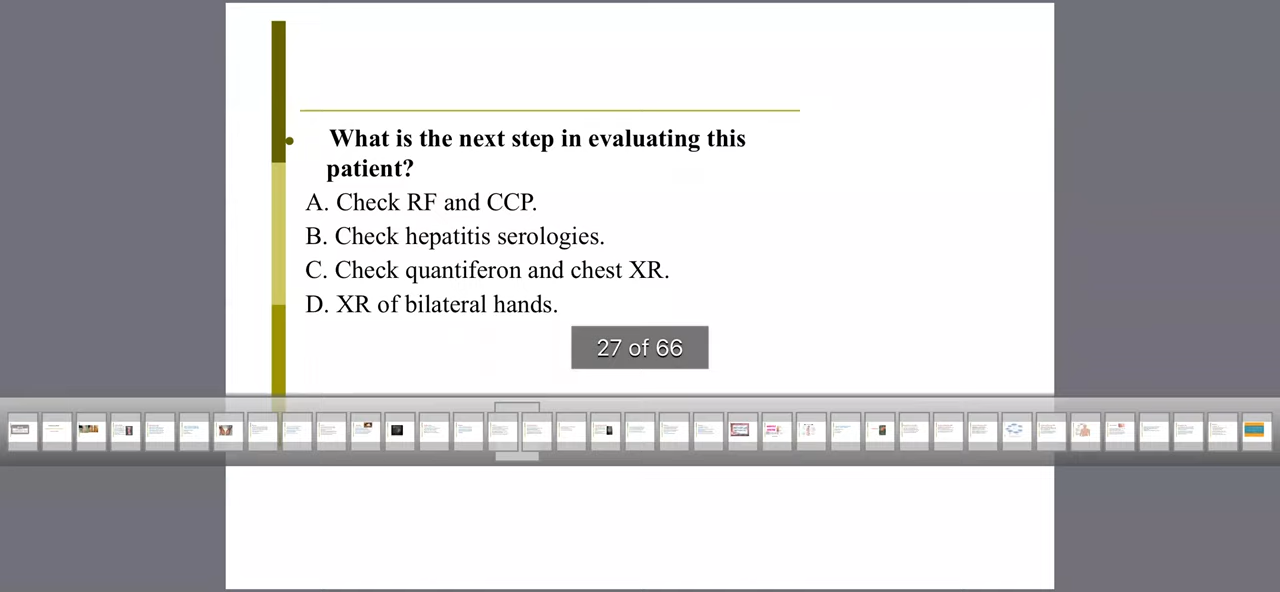 • What is the next step in evaluating this
patient?
A. Check RF and CCP.
B. Check hepatitis serologies.
C. Check quantiferon and chest XR.
D. XR of bilateral hands.
27 of 66